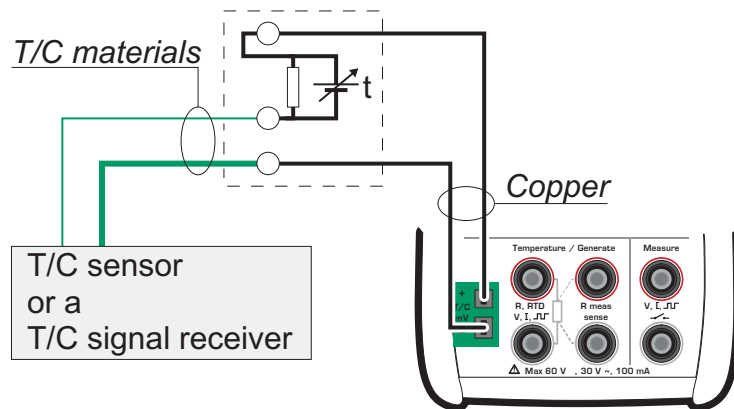 T/C materials
t
Copper
T/C sensor
or a
T/C signal receiver
Temperature / Generate
Measure
+
T/C
mV
R, RTD
V, I,
R meas
sense
V, I,
Max 60 V , 30 V ~, 100 mA